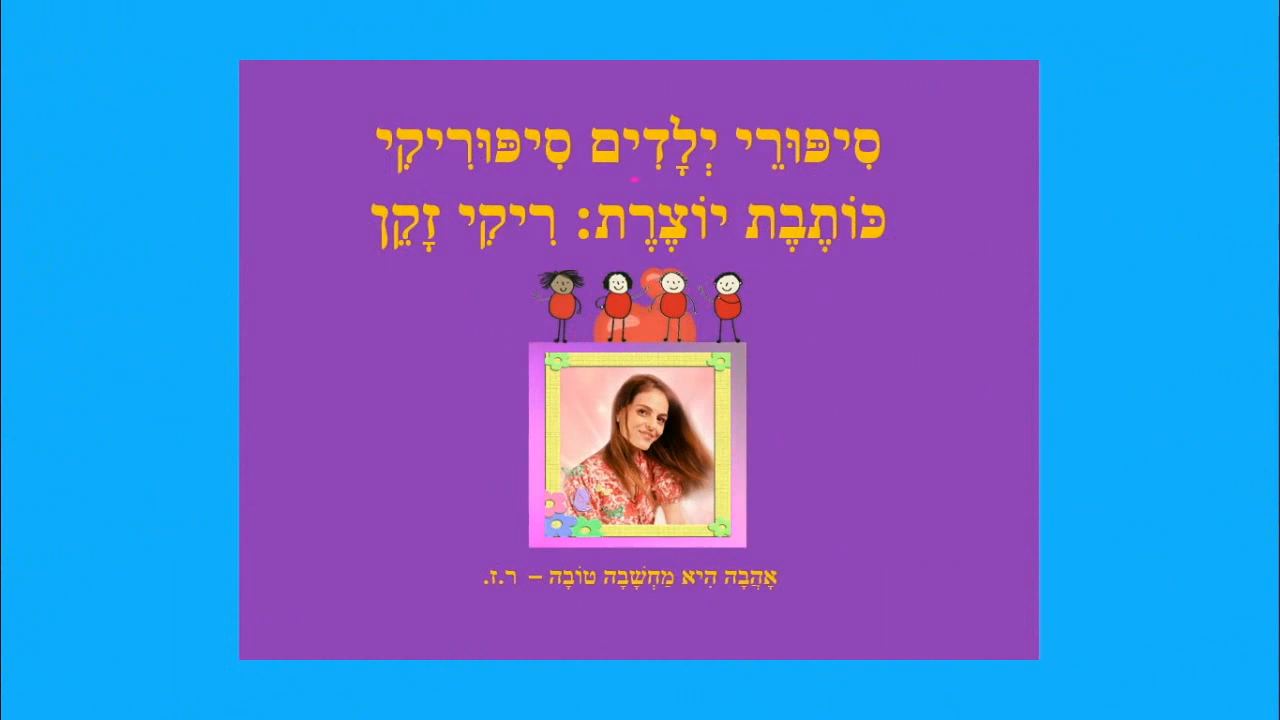 סִיפּוּרֵי יְלָדִים סִיפּוּרִיקִי
כּוֹתֶבֶת יוֹצֶרֶת: רִיקִי זָקֵן
אָהֲבָה הִיא מַחְשָׁבָה טוֹבָה – ר.ז.